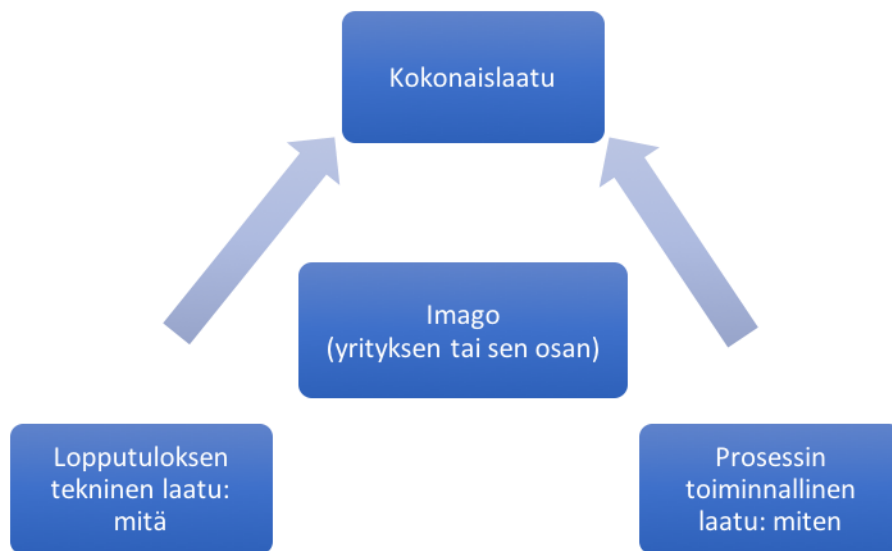 Kokonaislaatu
Imago
(yrityksen tai sen osan)
Lopputuloksen
tekninen laatu:
mitä
Prosessin
toiminnallinen
laatu: miten